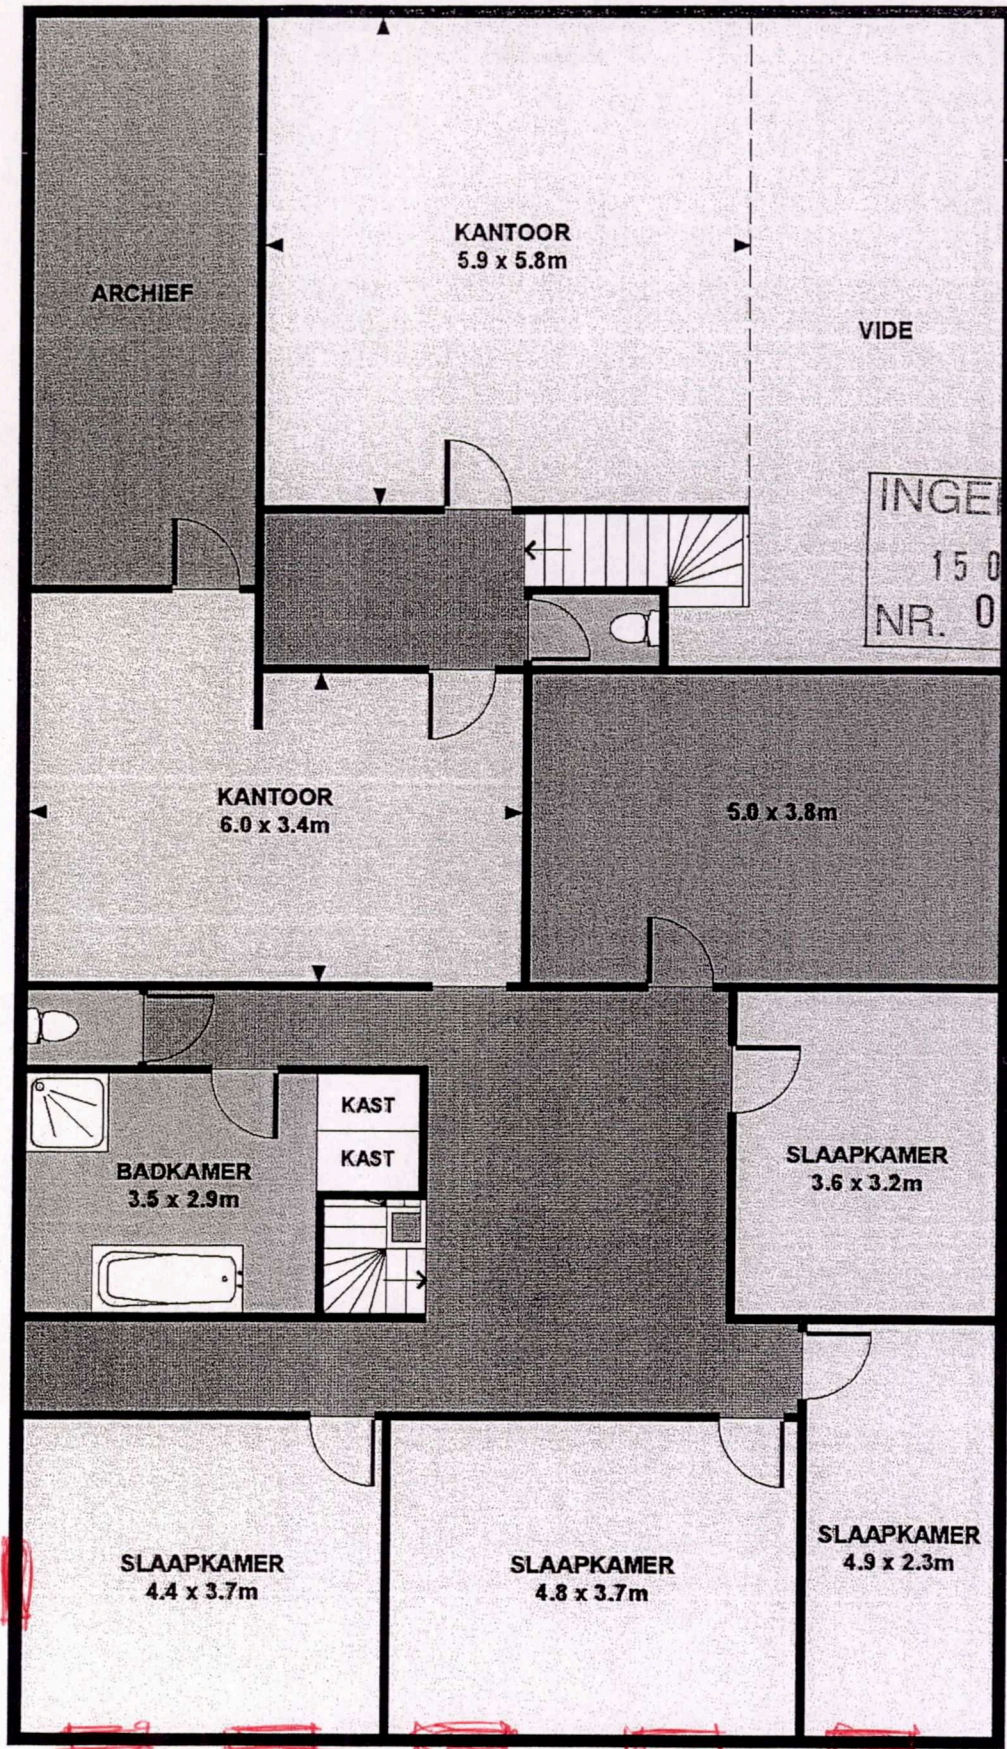 KANTOOR
5.9 x 5.8m
ARCHIEF
VIDE
15 0
NR. 0
KANTOOR
6.0 x 3.4m
5.0 x 3.8m
KAST
KAST
BADKAMER
3.5 x 2.9m
SLAAPKAMER
3.6 x 3.2m
SLAAPKAMER
4.4 x 3.7m
SLAAPKAMER
4.8 x 3.7m
SLAAPKAMER
4.9 x 2.3m